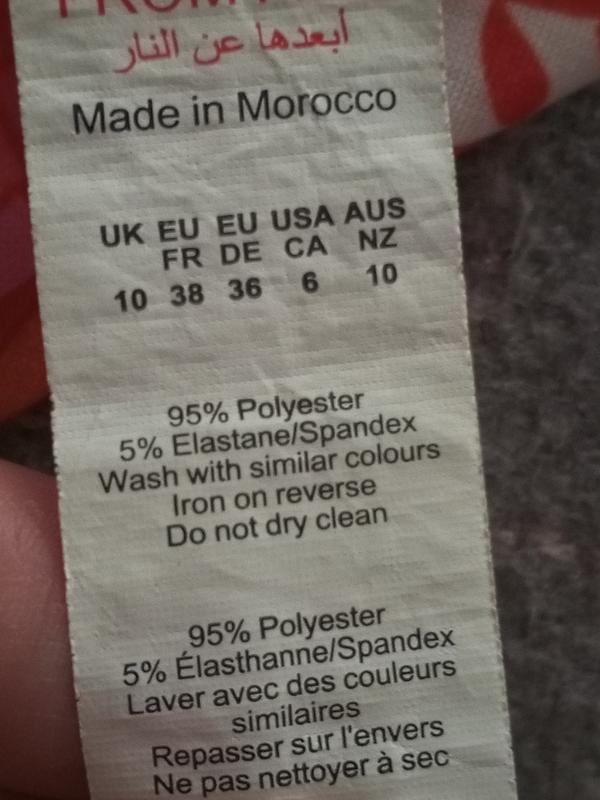 أبعدها عن النار
Made in Morocco
UK EU EU USA AUS
FR DE CA NZ
10 38 36 6 10
95% Polyester
5% Elastane/Spandex
Wash with similar colours
Iron on reverse
Do not dry clean
95% Polyester
5% Élasthanne/Spandex
Laver avec des couleurs
similaires
Repasser sur l'envers
Ne pas nettoyer à sec